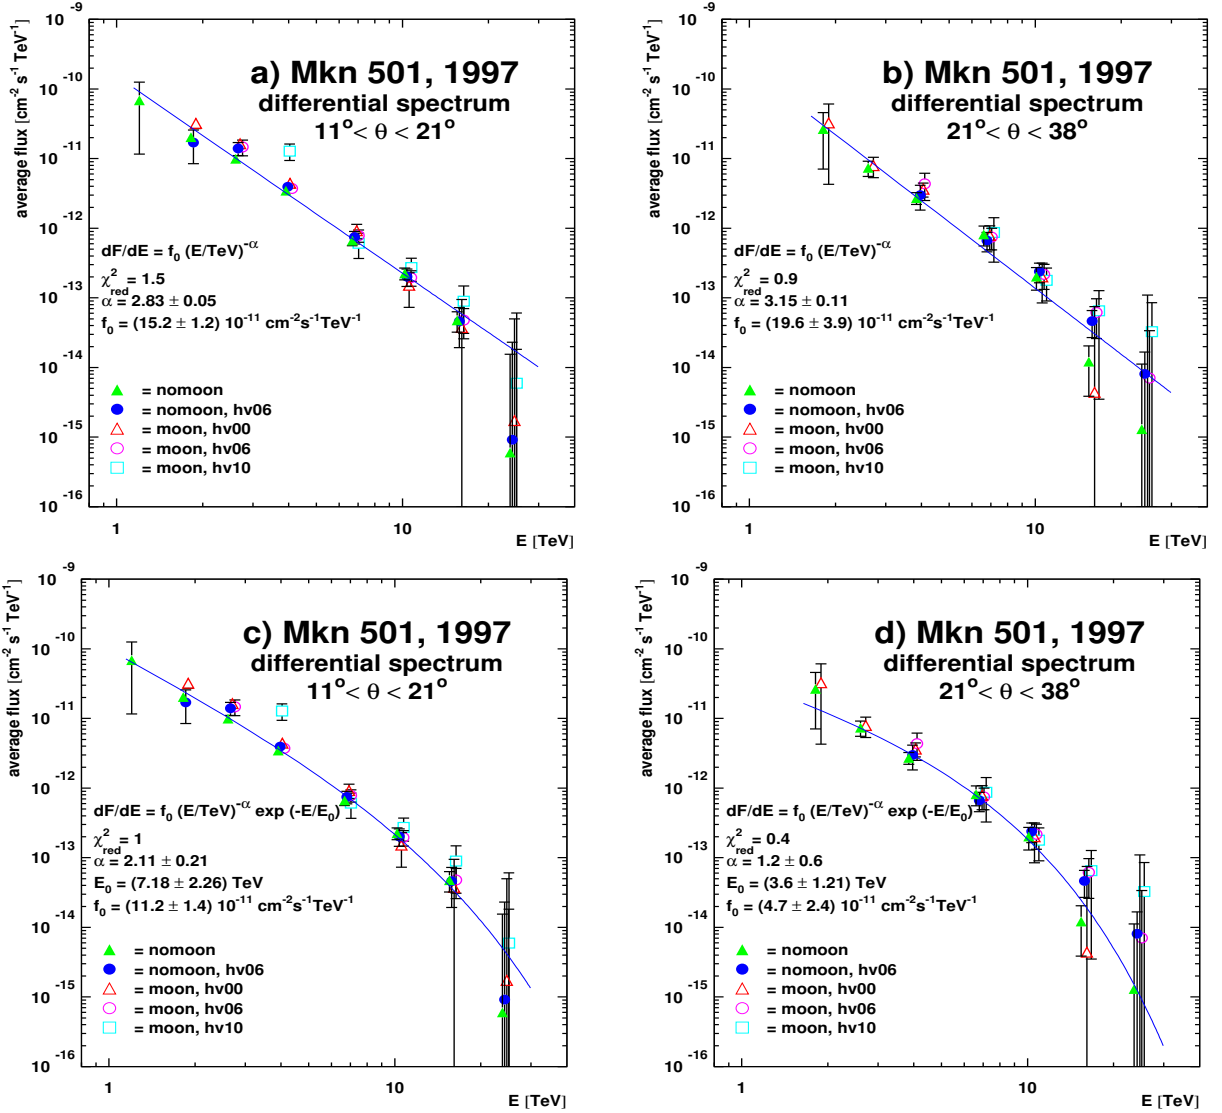 a) Mkn 501, 1997
differential spectrum
11°< θ < 21°
average flux [cm⁻² s⁻¹ TeV⁻¹]
10⁻⁹
10⁻¹⁰
10⁻¹¹
10⁻¹²
10⁻¹³
10⁻¹⁴
10⁻¹⁵
10⁻¹⁶
dF/dE = f₀ (E/TeV)⁻ᵅ
χ²red = 1.5
α = 2.83 ± 0.05
f₀ = (15.2 ± 1.2) 10⁻¹¹ cm⁻²s⁻¹TeV⁻¹
= nomoon
= nomoon, hv06
= moon, hv00
= moon, hv06
= moon, hv10
1 10
E [TeV]
b) Mkn 501, 1997
differential spectrum
21°< θ < 38°
average flux [cm⁻² s⁻¹ TeV⁻¹]
10⁻⁹
10⁻¹⁰
10⁻¹¹
10⁻¹²
10⁻¹³
10⁻¹⁴
10⁻¹⁵
10⁻¹⁶
dF/dE = f₀ (E/TeV)⁻ᵅ
χ²red = 0.9
α = 3.15 ± 0.11
f₀ = (19.6 ± 3.9) 10⁻¹¹ cm⁻²s⁻¹TeV⁻¹
= nomoon
= nomoon, hv06
= moon, hv00
= moon, hv06
= moon, hv10
1 10
E [TeV]
c) Mkn 501, 1997
differential spectrum
11°< θ < 21°
average flux [cm⁻² s⁻¹ TeV⁻¹]
10⁻⁹
10⁻¹⁰
10⁻¹¹
10⁻¹²
10⁻¹³
10⁻¹⁴
10⁻¹⁵
10⁻¹⁶
dF/dE = f₀ (E/TeV)⁻ᵅ exp (-E/E₀)
χ²red = 1
α = 2.11 ± 0.21
E₀ = (7.18 ± 2.26) TeV
f₀ = (11.2 ± 1.4) 10⁻¹¹ cm⁻²s⁻¹TeV⁻¹
= nomoon
= nomoon, hv06
= moon, hv00
= moon, hv06
= moon, hv10
1 10
E [TeV]
d) Mkn 501, 1997
differential spectrum
21°< θ < 38°
average flux [cm⁻² s⁻¹ TeV⁻¹]
10⁻⁹
10⁻¹⁰
10⁻¹¹
10⁻¹²
10⁻¹³
10⁻¹⁴
10⁻¹⁵
10⁻¹⁶
dF/dE = f₀ (E/TeV)⁻ᵅ exp (-E/E₀)
χ²red = 0.4
α = 1.2 ± 0.6
E₀ = (3.6 ± 1.21) TeV
f₀ = (4.7 ± 2.4) 10⁻¹¹ cm⁻²s⁻¹TeV⁻¹
= nomoon
= nomoon, hv06
= moon, hv00
= moon, hv06
= moon, hv10
1 10
E [TeV]